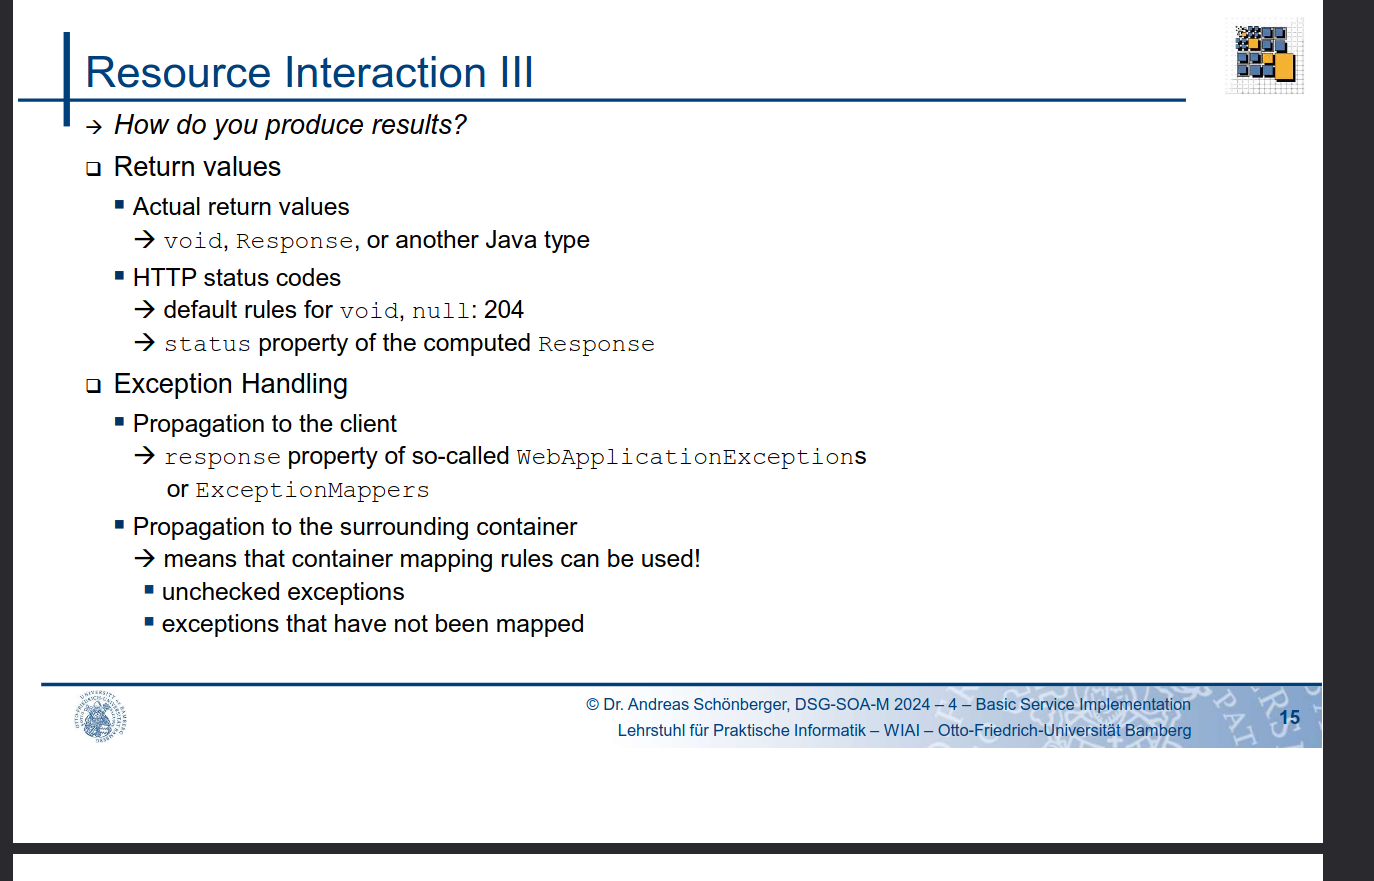 Resource Interaction III
→ How do you produce results?
❑ Return values
▪ Actual return values
→ void, Response, or another Java type
▪ HTTP status codes
→ default rules for void, null: 204
→ status property of the computed Response
❑ Exception Handling
▪ Propagation to the client
→ response property of so-called WebApplicationExceptions
or ExceptionMappers
▪ Propagation to the surrounding container
→ means that container mapping rules can be used!
▪ unchecked exceptions
▪ exceptions that have not been mapped
© Dr. Andreas Schönberger, DSG-SOA-M 2024 – 4 – Basic Service Implementation
Lehrstuhl für Praktische Informatik – WIAI – Otto-Friedrich-Universität Bamberg
15